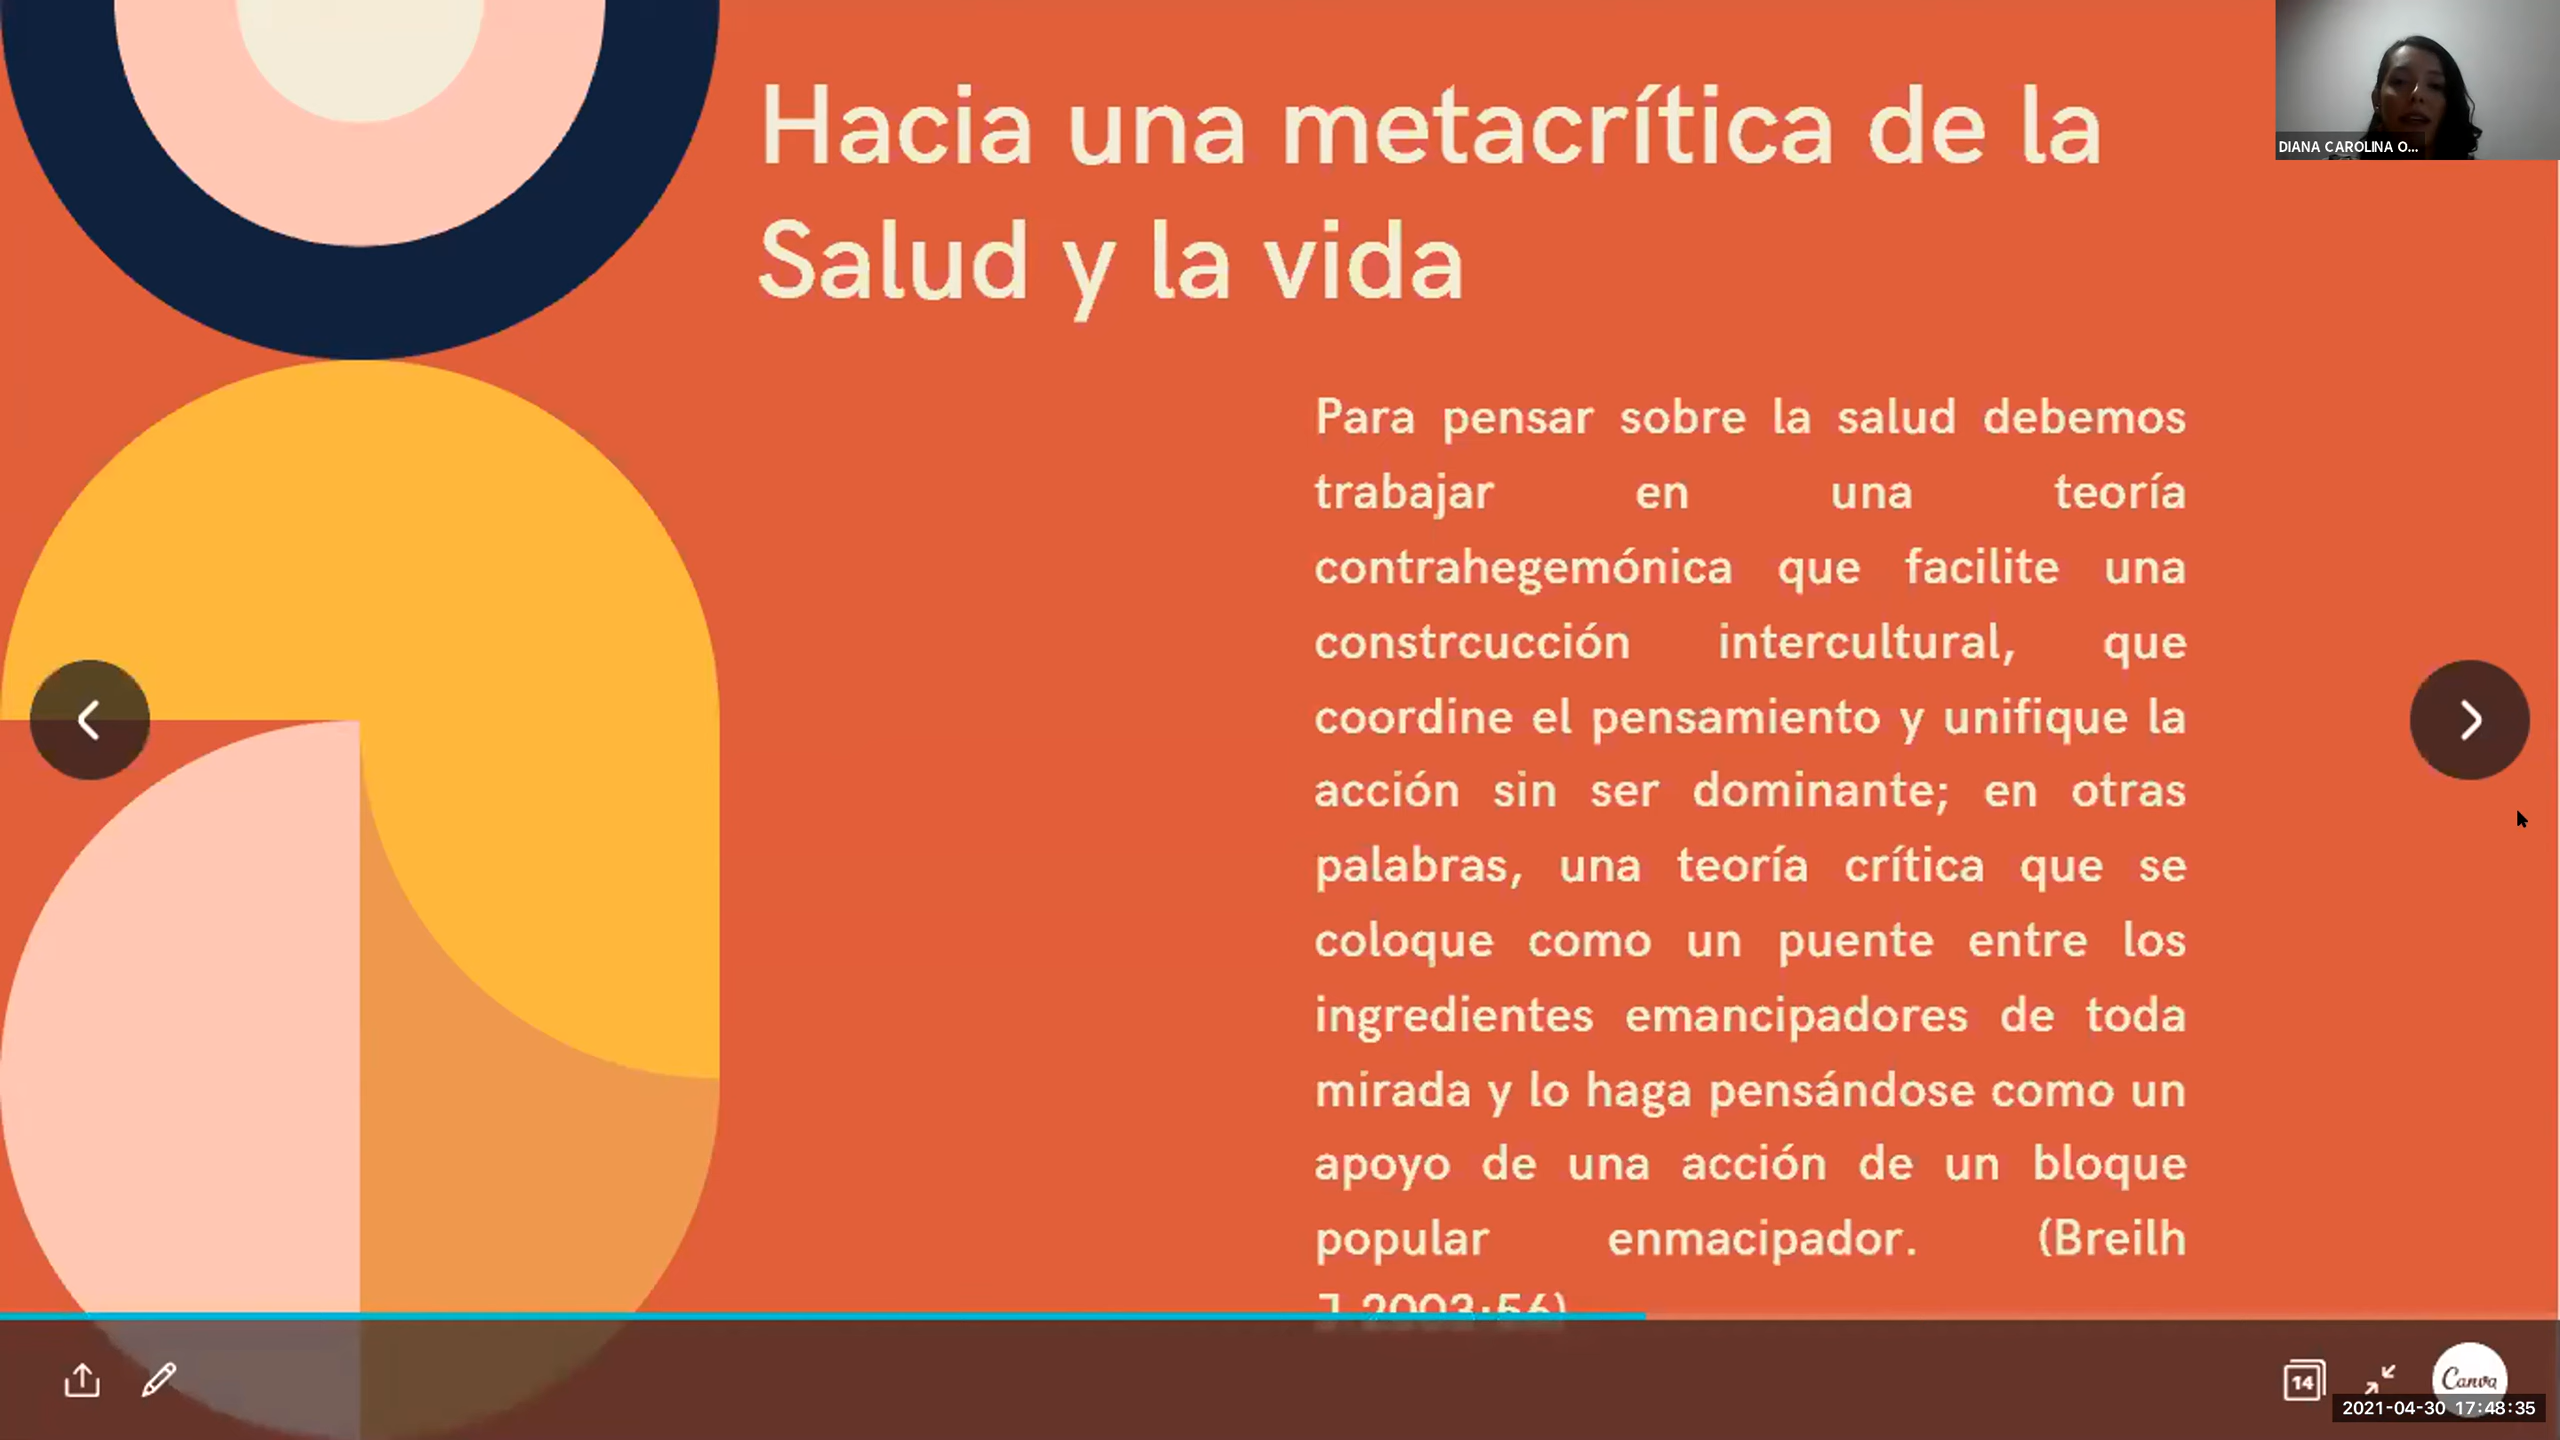 Hacia una metacrítica de la
Salud y la vida
DIANA CAROLINA O...
Para pensar sobre la salud debemos
trabajar en una teoría
contrahegemónica que facilite una
constrcucción intercultural, que
coordine el pensamiento y unifique la
acción sin ser dominante; en otras
palabras, una teoría crítica que se
coloque como un puente entre los
ingredientes emancipadores de toda
mirada y lo haga pensándose como un
apoyo de una acción de un bloque
popular enmacipador. (Breilh
J.2003:56)
14
Canva
2021-04-30 17:48:35